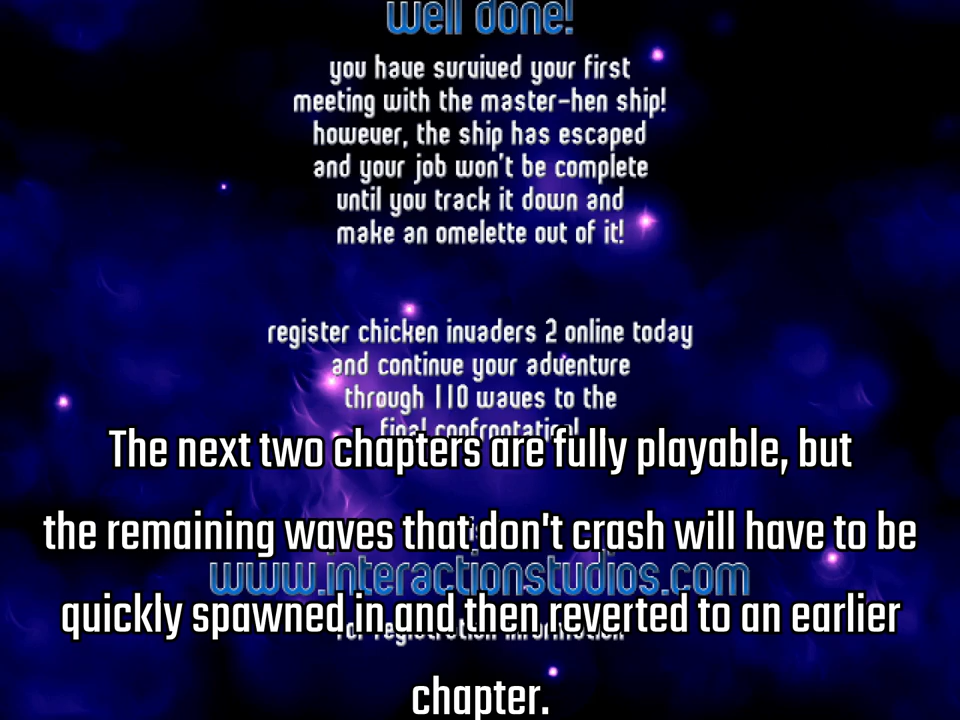 well done!
you have survived your first
meeting with the master-hen ship!
however, the ship has escaped
and your job won't be complete
until you track it down and
make an omelette out of it!
register chicken invaders 2 online today
and continue your adventure
through 110 waves to the
final confrontation!
The next two chapters are fully playable, but
the remaining waves that don't crash will have to be
www.interactionstudios.com
quickly spawned in and then reverted to an earlier
for registration information
chapter.